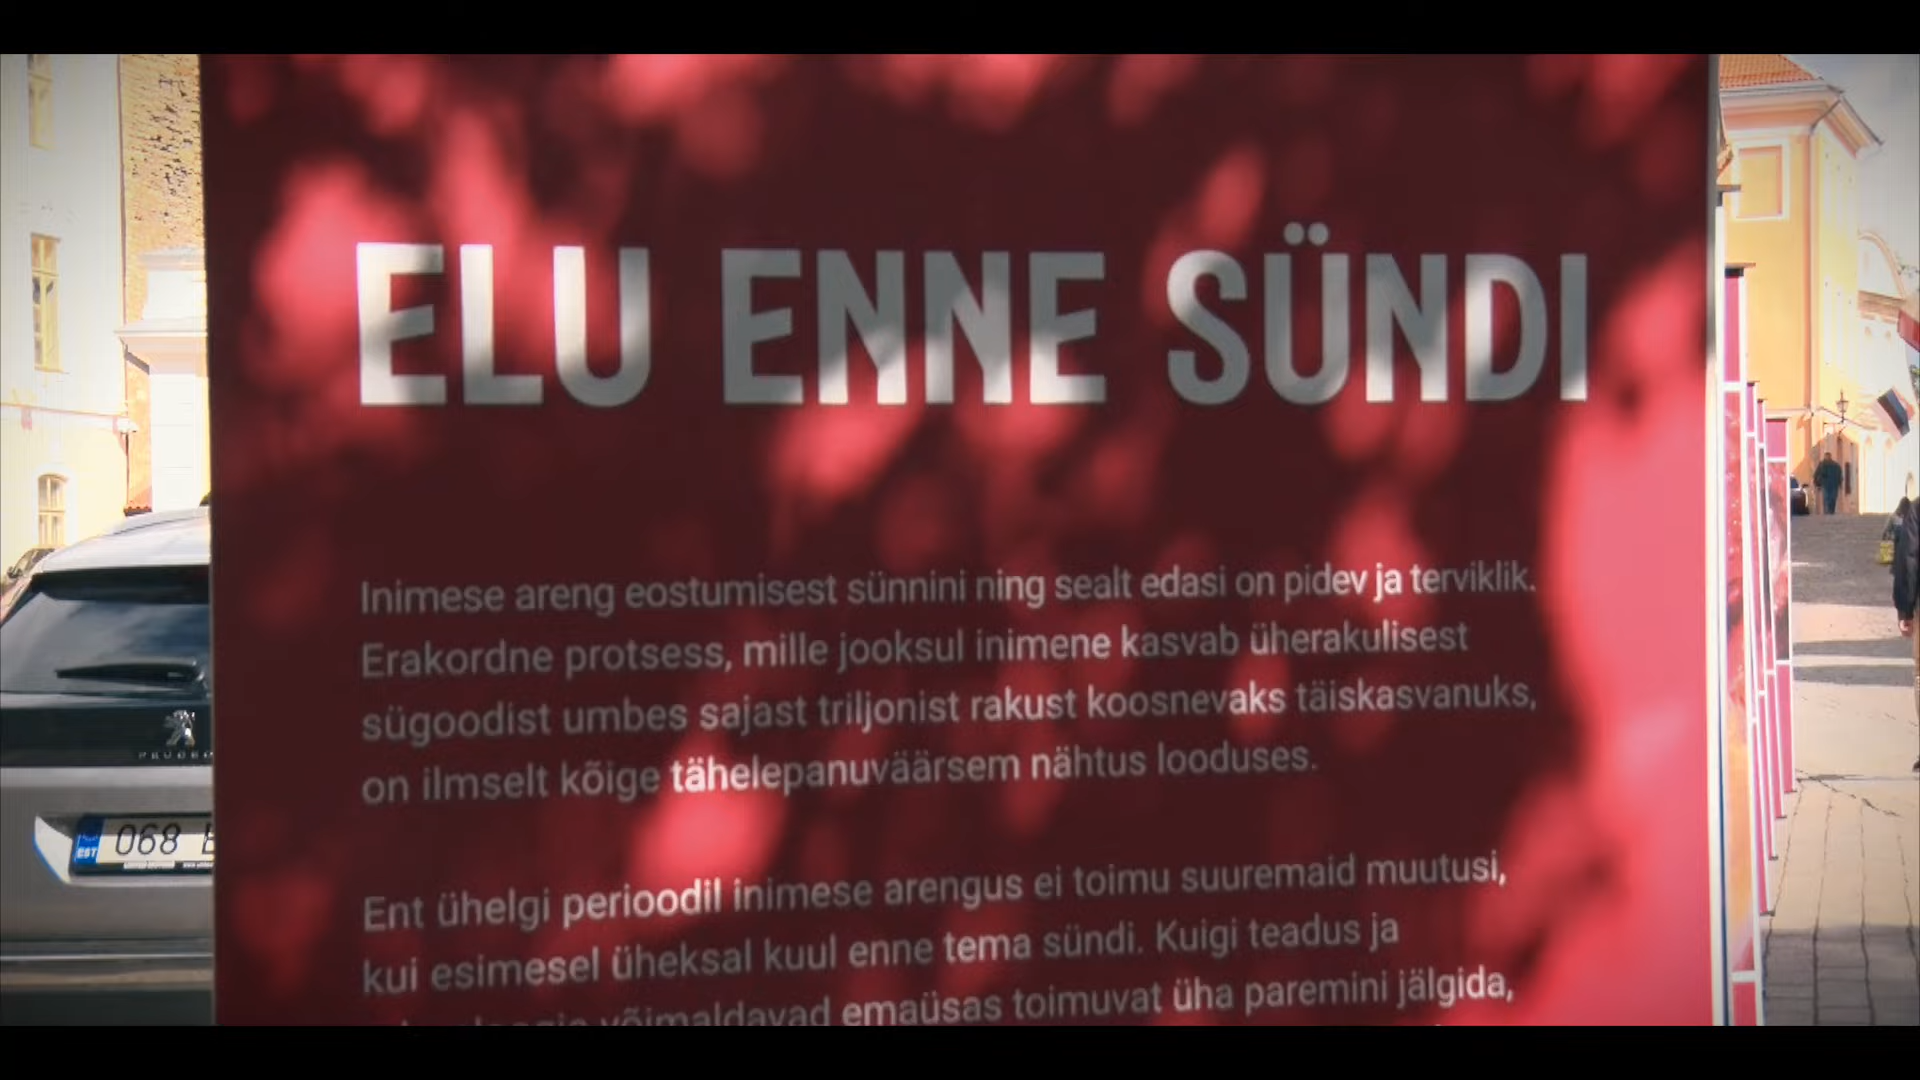 ELU ENNE SÜNDI
Inimese areng eostumisest sünnini ning sealt edasi on pidev ja terviklik.
Erakordne protsess, mille jooksul inimene kasvab üherakulisest
sügoodist umbes sajast triljonist rakust koosnevaks täiskasvanuks,
on ilmselt kõige tähelepanuväärsem nähtus looduses.
Ent ühelgi perioodil inimese arengus ei toimu suuremaid muutusi,
kui esimesel üheksal kuul enne tema sündi. Kuigi teadus ja
võimaldavad emaüsas toimuvat üha paremini jälgida,
PEUGEO
EST 068